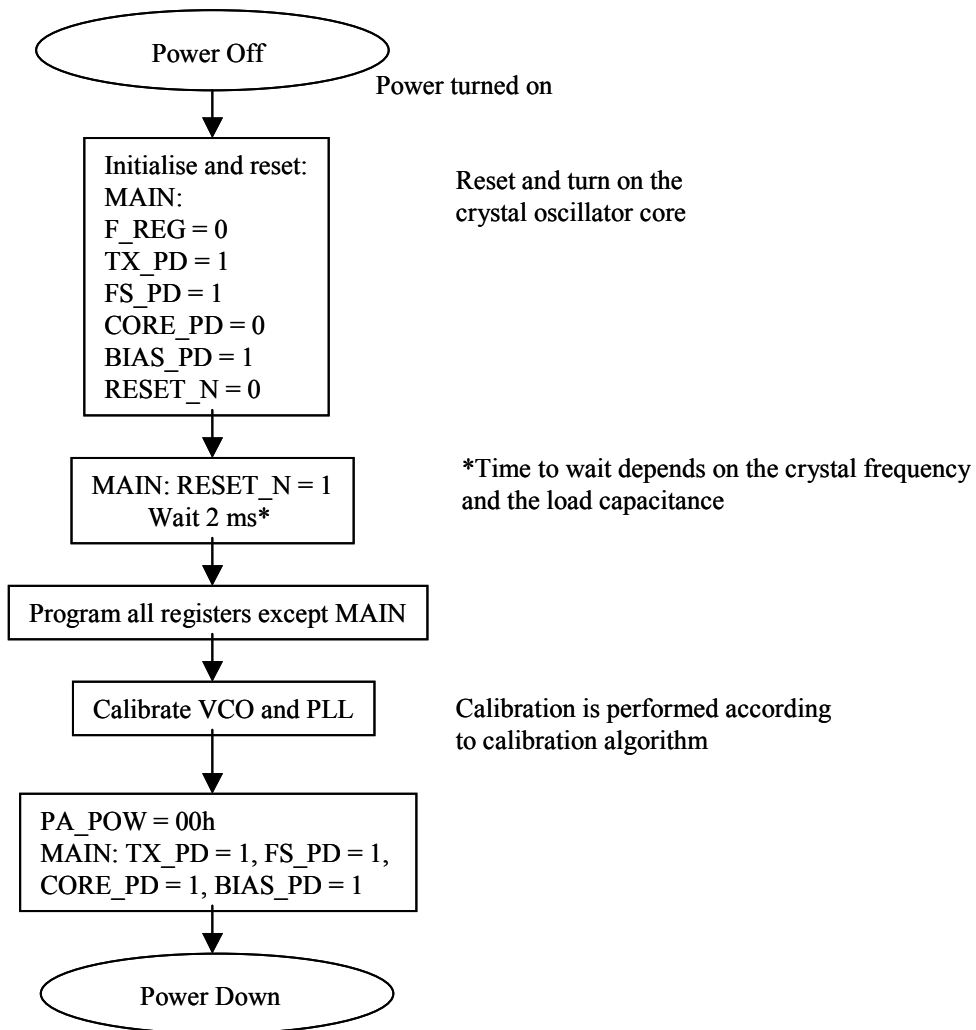 Power Off
Power turned on
Initialise and reset:
MAIN:
F_REG = 0
TX_PD = 1
FS_PD = 1
CORE_PD = 0
BIAS_PD = 1
RESET_N = 0
Reset and turn on the
crystal oscillator core
MAIN: RESET_N = 1
Wait 2 ms*
*Time to wait depends on the crystal frequency
and the load capacitance
Program all registers except MAIN
Calibrate VCO and PLL
Calibration is performed according
to calibration algorithm
PA_POW = 00h
MAIN: TX_PD = 1, FS_PD = 1,
CORE_PD = 1, BIAS_PD = 1
Power Down